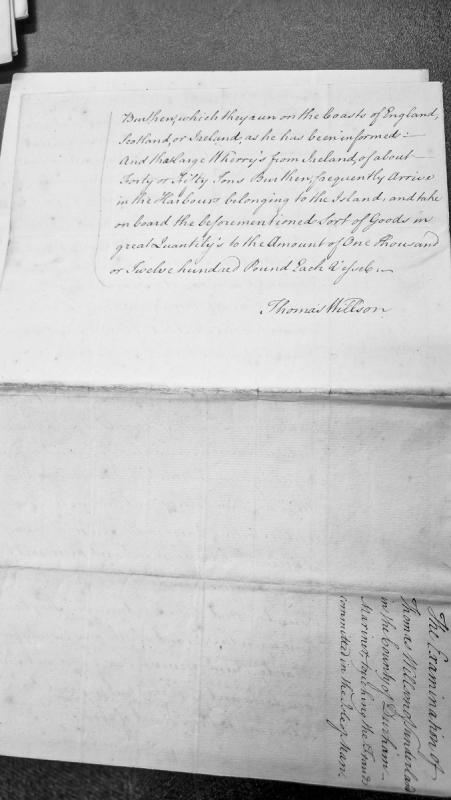 Burthen, which they run on the Coasts of England,
Scotland, or Ireland, as he has been informed:-
And that large Wherry's from Ireland, of about -
Forty or Fifty Tons Burthen, frequently Arrive
in the Harbours belonging to the Island, and take
on board the beforementioned Sort of Goods in
great Quantity's to the Amount of One Thousand
or Twelve hundred Pound Each Vessel.~
Thomas Willson
The Examination of
Thomas Willson of Sunderland
in the County of Durham -
Mariner, touching the Frauds
committed in the Isle of Man.